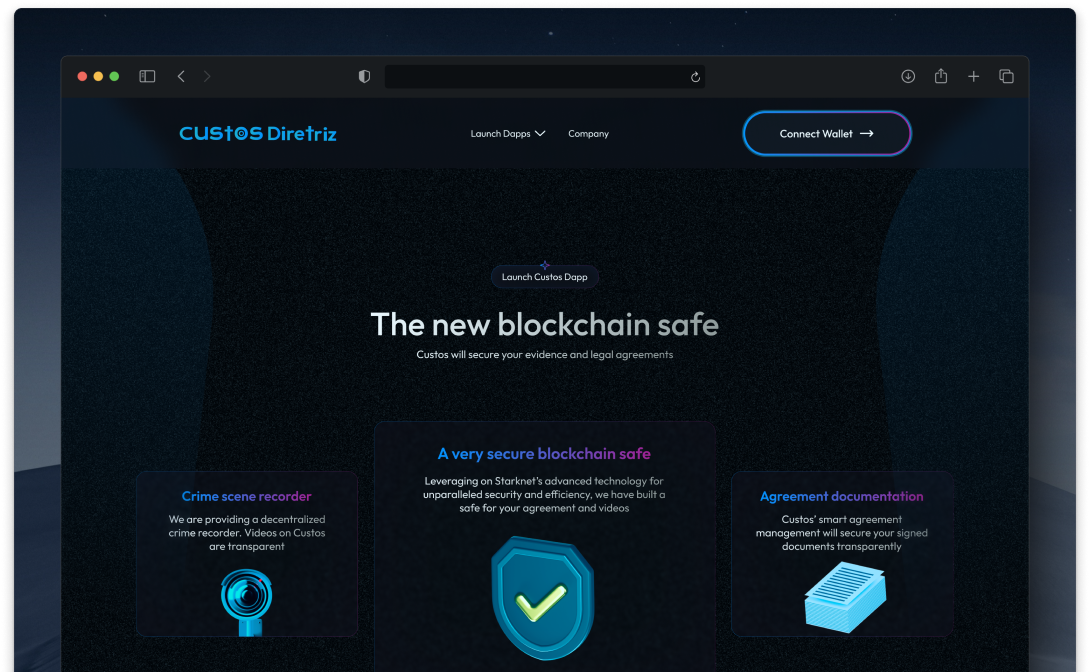 CUSTOS Diretriz
Launch Dapps
Company
Connect Wallet
Launch Custos Dapp
The new blockchain safe
Custos will secure your evidence and legal agreements
A very secure blockchain safe
Leveraging on Starknet's advanced technology for
unparalleled security and efficiency, we have built a
safe for your agreement and videos
Crime scene recorder
We are providing a decentralized
crime recorder. Videos on Custos
are transparent
Agreement documentation
Custos' smart agreement
management will secure your signed
documents transparently